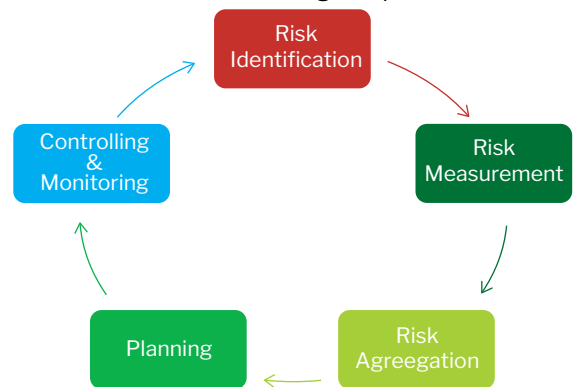 Risk
Identification
Risk
Measurement
Risk
Agreegation
Planning
Controlling
&
Monitoring